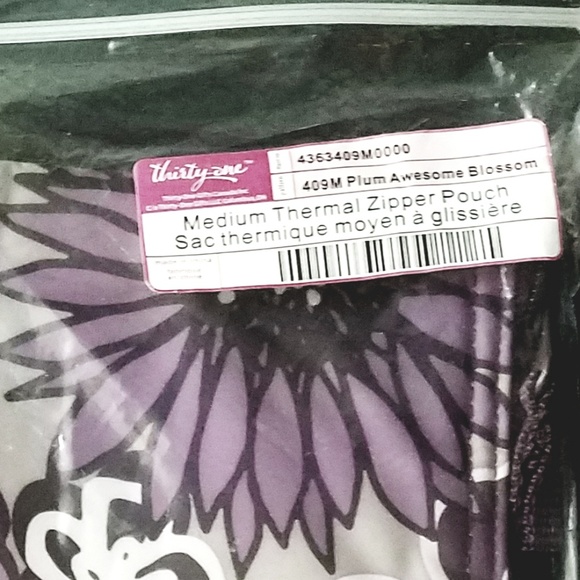 thirty-one
4363409M0000
409M Plum Awesome Blossom
Medium Thermal Zipper Pouch
Sac thermique moyen à glissière